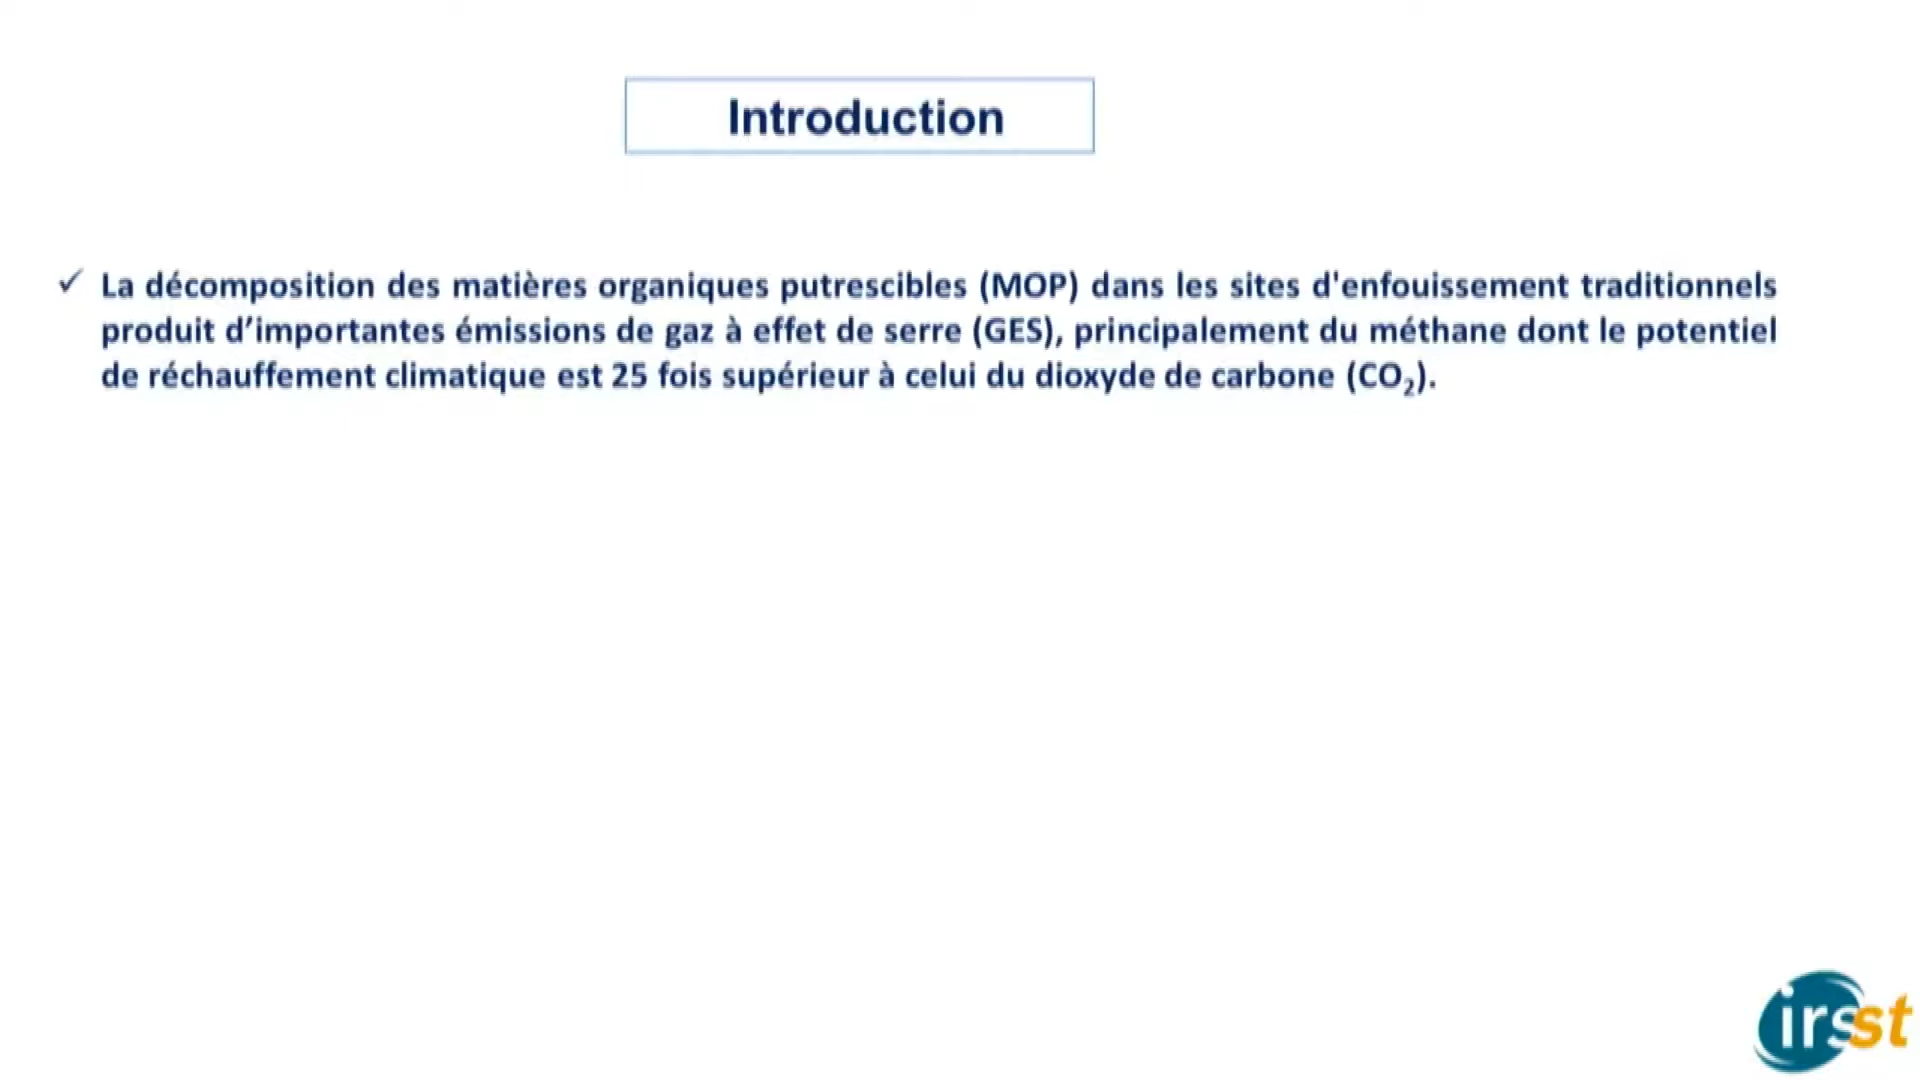 Introduction
✓ La décomposition des matières organiques putrescibles (MOP) dans les sites d'enfouissement traditionnels
produit d’importantes émissions de gaz à effet de serre (GES), principalement du méthane dont le potentiel
de réchauffement climatique est 25 fois supérieur à celui du dioxyde de carbone (CO₂).
irsst